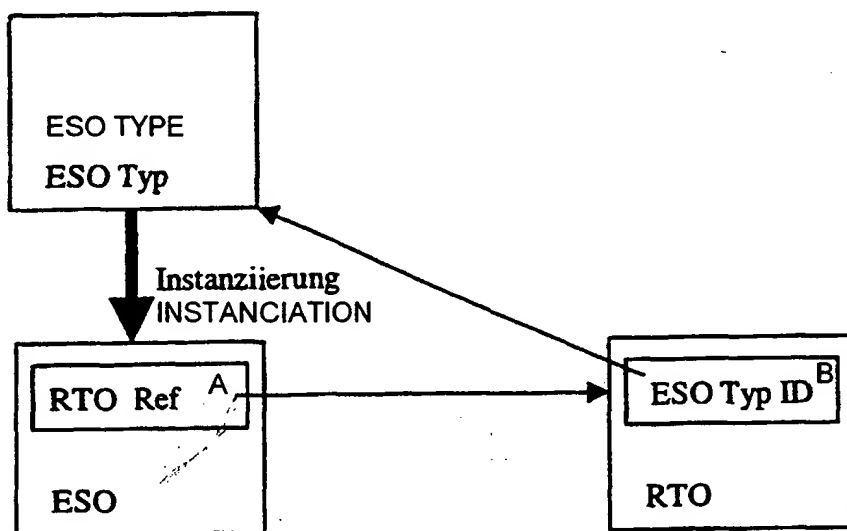 ESO TYPE
ESO Typ
Instanziierung
INSTANCIATION
RTO Ref A
ESO
ESO Typ ID B
RTO